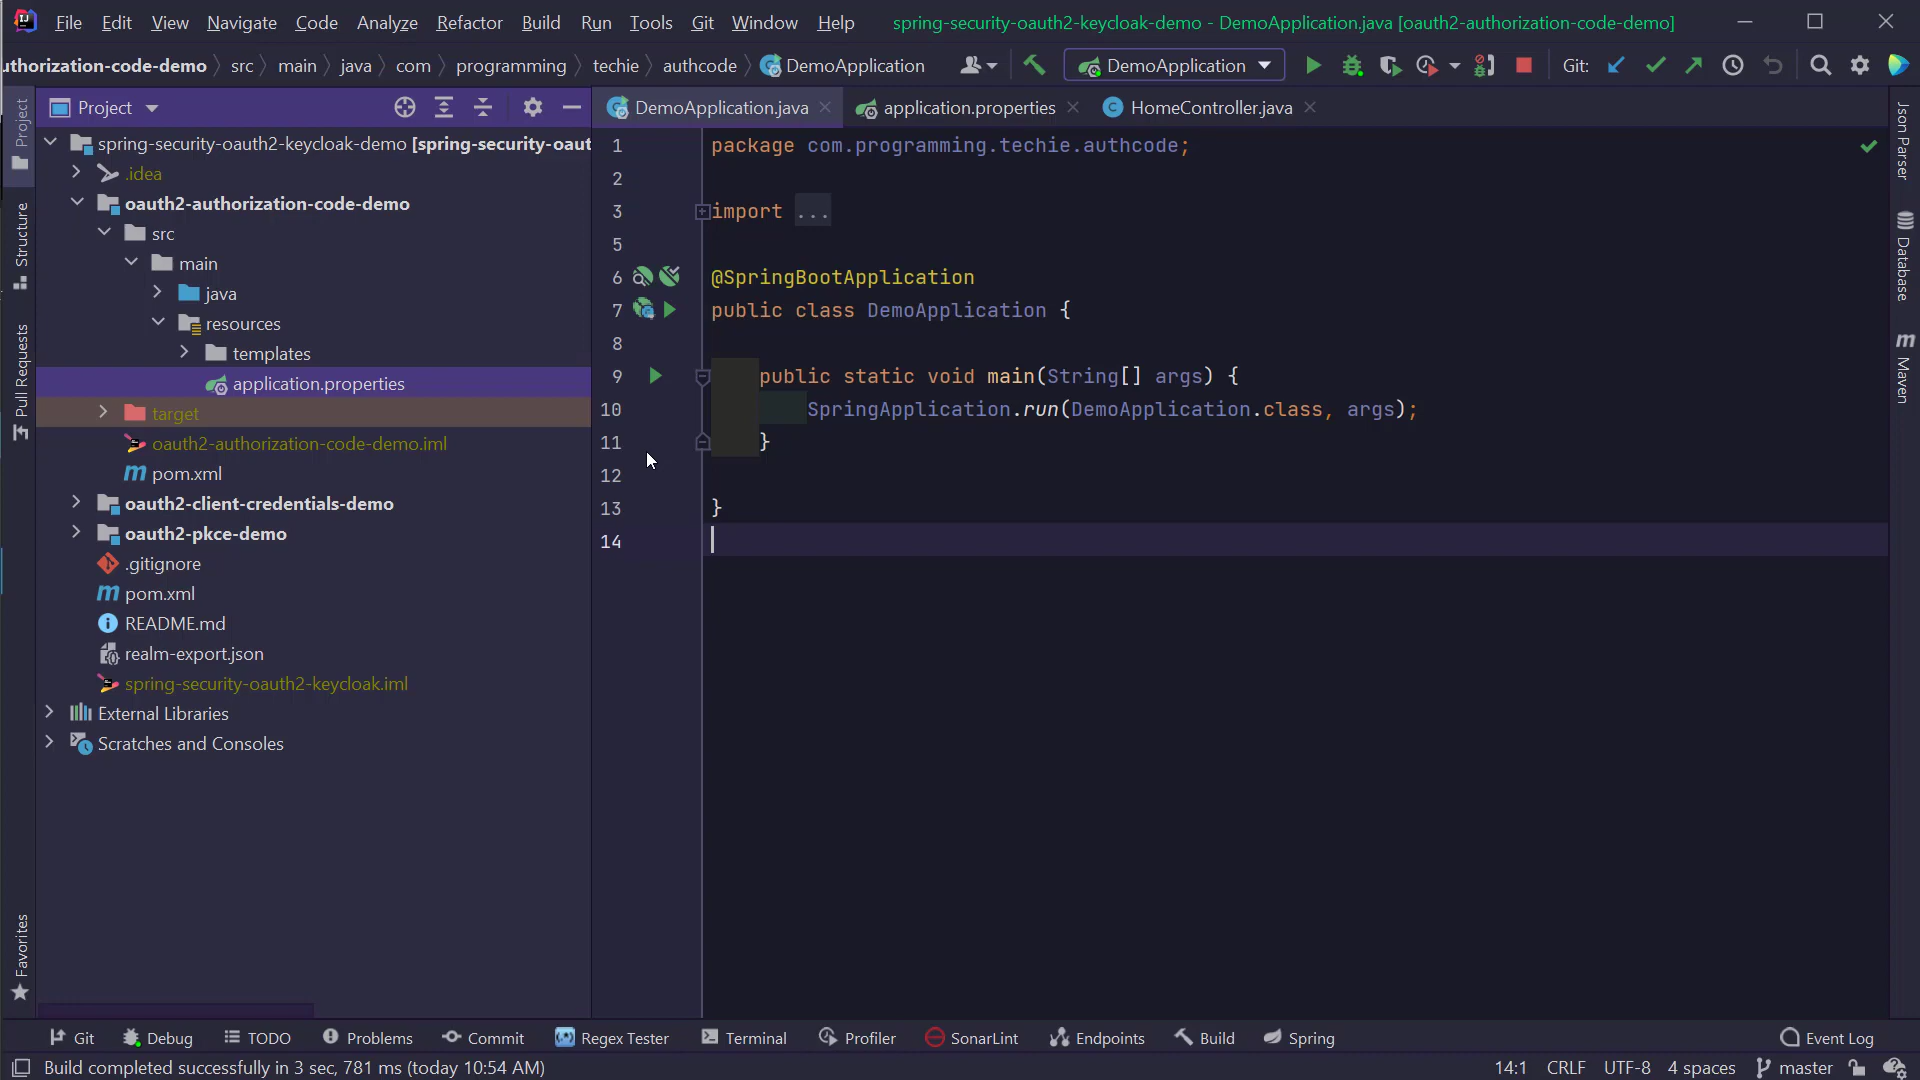 File Edit View Navigate Code Analyze Refactor Build Run Tools Git Window Help spring-security-oauth2-keycloak-demo - DemoApplication.java [oauth2-authorization-code-demo]
uthorization-code-demo src main java com programming techie authcode DemoApplication DemoApplication Git:
Project
DemoApplication.java application.properties HomeController.java
spring-security-oauth2-keycloak-demo [spring-security-oaut
.idea
oauth2-authorization-code-demo
src
main
java
resources
templates
application.properties
target
oauth2-authorization-code-demo.iml
pom.xml
oauth2-client-credentials-demo
oauth2-pkce-demo
.gitignore
pom.xml
README.md
realm-export.json
spring-security-oauth2-keycloak.iml
External Libraries
Scratches and Consoles
1 package com.programming.techie.authcode;
2
3 import ...
5
6 @SpringBootApplication
7 public class DemoApplication {
8
9 public static void main(String[] args) {
10 SpringApplication.run(DemoApplication.class, args);
11 }
12
13 }
14
Project
Structure
Pull Requests
Favorites
Json Parser
Database
Maven
Git Debug TODO Problems Commit Regex Tester Terminal Profiler SonarLint Endpoints Build Spring Event Log
Build completed successfully in 3 sec, 781 ms (today 10:54 AM) 14:1 CRLF UTF-8 4 spaces master